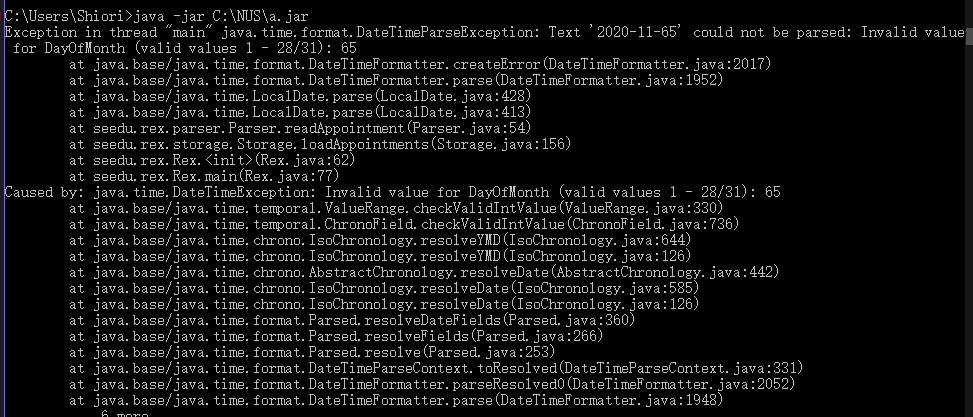 C:\Users\Shiori>java -jar C:\NUS\a.jar
Exception in thread "main" java.time.format.DateTimeParseException: Text '2020-11-65' could not be parsed: Invalid value
for DayOfMonth (valid values 1 - 28/31): 65
at java.base/java.time.format.DateTimeFormatter.createError(DateTimeFormatter.java:2017)
at java.base/java.time.format.DateTimeFormatter.parse(DateTimeFormatter.java:1952)
at java.base/java.time.LocalDate.parse(LocalDate.java:428)
at java.base/java.time.LocalDate.parse(LocalDate.java:413)
at seedu.rex.parser.Parser.readAppointment(Parser.java:54)
at seedu.rex.storage.Storage.loadAppointments(Storage.java:156)
at seedu.rex.Rex.<init>(Rex.java:62)
at seedu.rex.Rex.main(Rex.java:77)
Caused by: java.time.DateTimeException: Invalid value for DayOfMonth (valid values 1 - 28/31): 65
at java.base/java.time.temporal.ValueRange.checkValidIntValue(ValueRange.java:330)
at java.base/java.time.temporal.ChronoField.checkValidIntValue(ChronoField.java:736)
at java.base/java.time.chrono.IsoChronology.resolveYMD(IsoChronology.java:644)
at java.base/java.time.chrono.IsoChronology.resolveYMD(IsoChronology.java:126)
at java.base/java.time.chrono.AbstractChronology.resolveDate(AbstractChronology.java:442)
at java.base/java.time.chrono.IsoChronology.resolveDate(IsoChronology.java:585)
at java.base/java.time.chrono.IsoChronology.resolveDate(IsoChronology.java:126)
at java.base/java.time.format.Parsed.resolveDateFields(Parsed.java:360)
at java.base/java.time.format.Parsed.resolveFields(Parsed.java:266)
at java.base/java.time.format.Parsed.resolve(Parsed.java:253)
at java.base/java.time.format.DateTimeParseContext.toResolved(DateTimeParseContext.java:331)
at java.base/java.time.format.DateTimeFormatter.parseResolved0(DateTimeFormatter.java:2052)
at java.base/java.time.format.DateTimeFormatter.parse(DateTimeFormatter.java:1948)
6 more